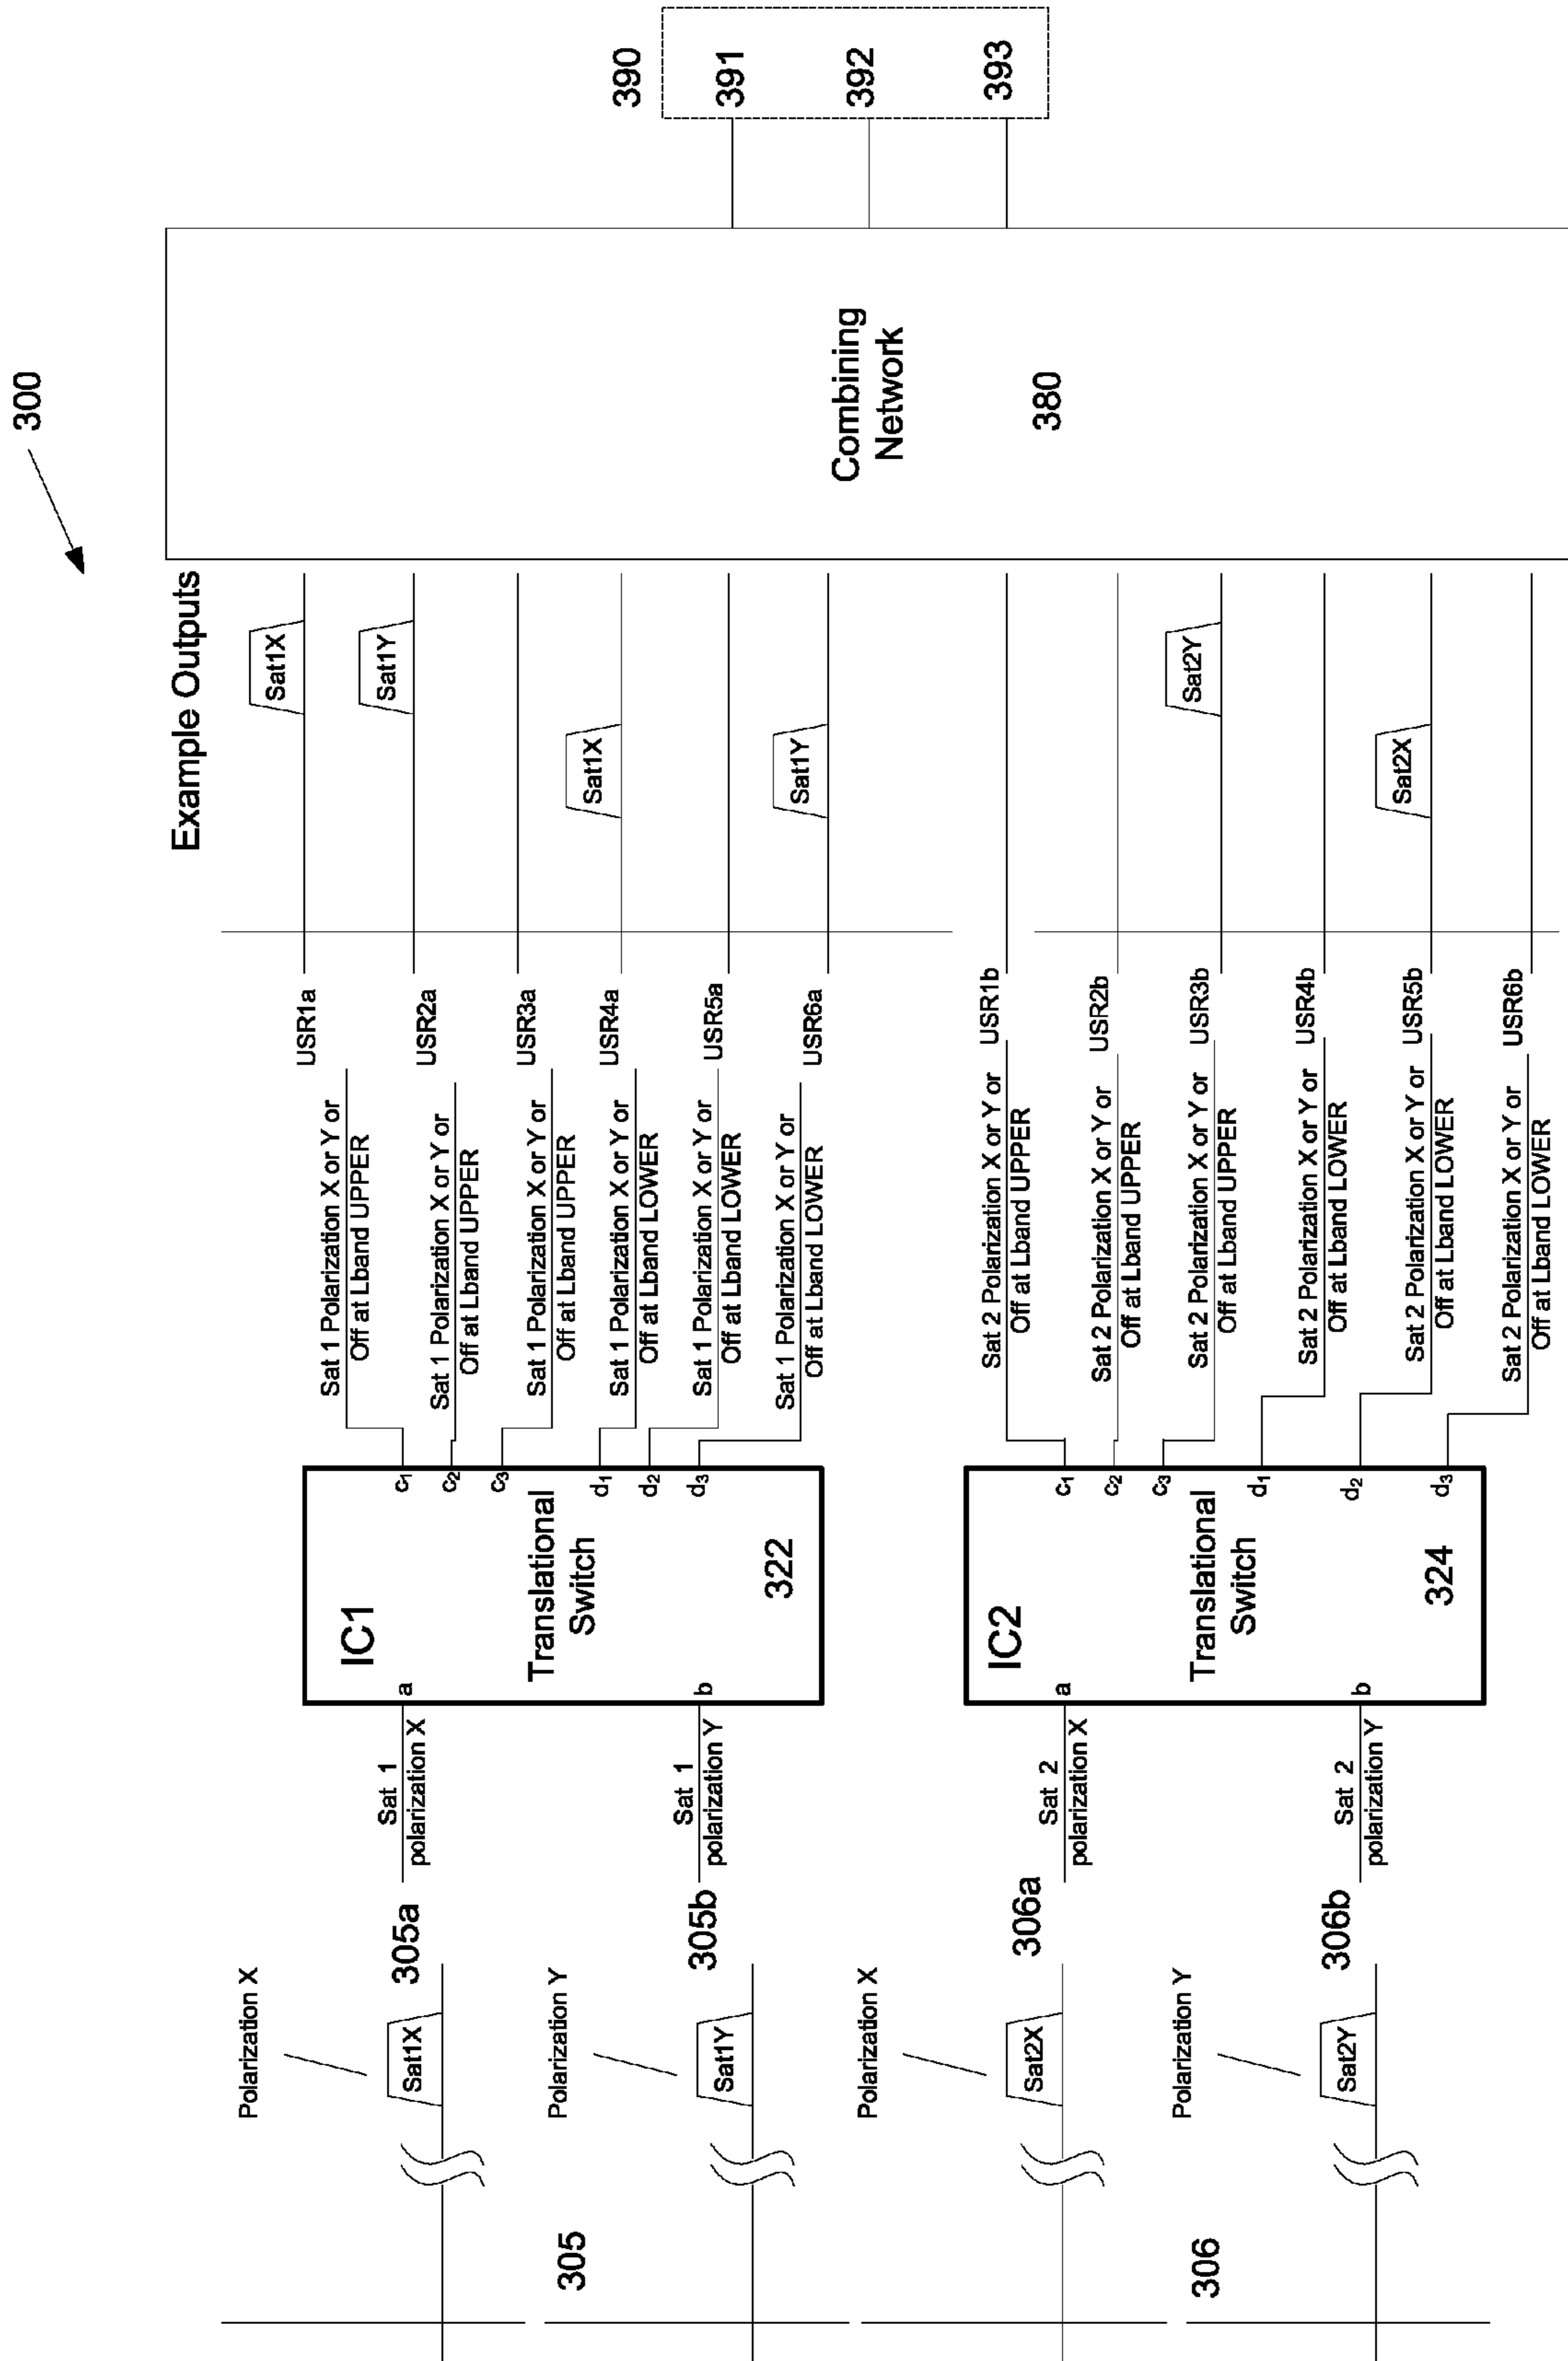 300
Example Outputs
Polarization X
Sat1X
305a
Sat 1
polarization X
Polarization Y
Sat1Y
305b
Sat 1
polarization Y
305
Polarization X
Sat2X
306a
Sat 2
polarization X
Polarization Y
Sat2Y
306b
Sat 2
polarization Y
306
IC1
a
b
Translational
Switch
322
c1
c2
c3
d1
d2
d3
IC2
a
b
Translational
Switch
324
c1
c2
c3
d1
d2
d3
Sat 1 Polarization X or Y or
Off at Lband UPPER
USR1a
Sat1X
Sat 1 Polarization X or Y or
Off at Lband UPPER
USR2a
Sat1Y
Sat 1 Polarization X or Y or
Off at Lband UPPER
USR3a
Sat 1 Polarization X or Y or
Off at Lband LOWER
USR4a
Sat1X
Sat 1 Polarization X or Y or
Off at Lband LOWER
USR5a
Sat 1 Polarization X or Y or
Off at Lband LOWER
USR6a
Sat1Y
Sat 2 Polarization X or Y or
Off at Lband UPPER
USR1b
Sat 2 Polarization X or Y or
Off at Lband UPPER
USR2b
Sat 2 Polarization X or Y or
Off at Lband UPPER
USR3b
Sat2Y
Sat 2 Polarization X or Y or
Off at Lband LOWER
USR4b
Sat 2 Polarization X or Y or
Off at Lband LOWER
USR5b
Sat2X
Sat 2 Polarization X or Y or
Off at Lband LOWER
USR6b
Combining
Network
380
390
391
392
393